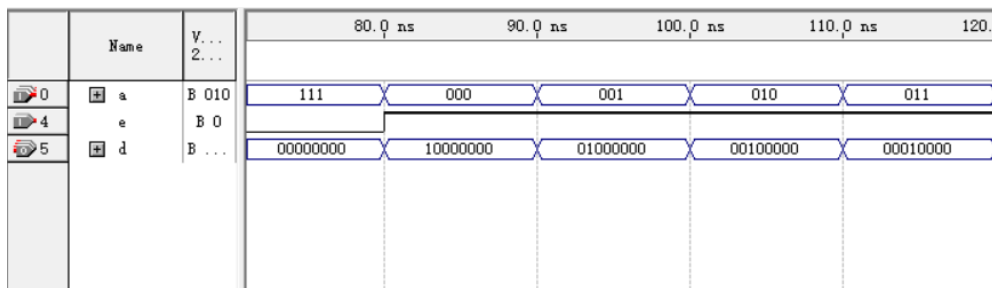 Name V... 2... 80.0 ns 90.0 ns 100.0 ns 110.0 ns 120.
0 a B 010 111 000 001 010 011
4 e B 0
5 d B ... 00000000 10000000 01000000 00100000 00010000